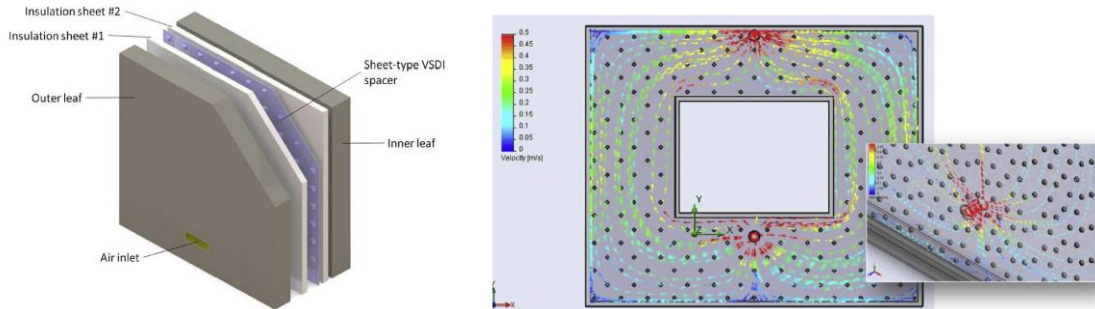 Insulation sheet #2
Insulation sheet #1
Outer leaf
Air inlet
Sheet-type VSDI
spacer
Inner leaf
0.5
0.45
0.4
0.35
0.3
0.25
0.2
0.15
0.1
0.05
0
Velocity [m/s]
Y
X
Z
Y
X